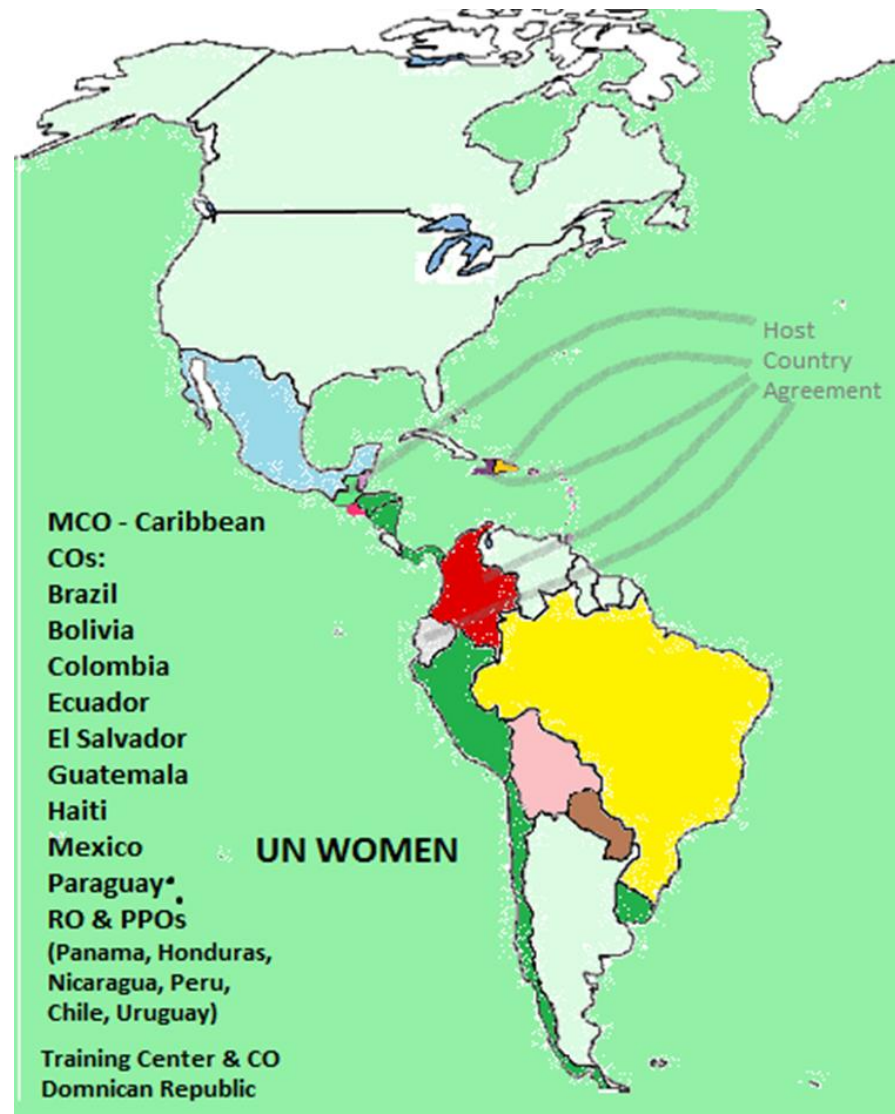 Host
Country
Agreement
MCO - Caribbean
COs:
Brazil
Bolivia
Colombia
Ecuador
El Salvador
Guatemala
Haiti
Mexico
Paraguay
UN WOMEN
RO & PPOs
(Panama, Honduras,
Nicaragua, Peru,
Chile, Uruguay)
Training Center & CO
Domnican Republic